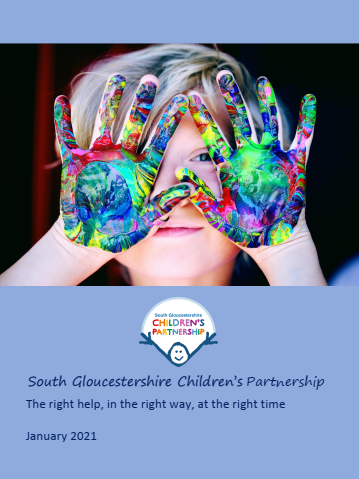 South Gloucestershire
CHILDREN'S
PARTNERSHIP
South Gloucestershire Children's Partnership
The right help, in the right way, at the right time
January 2021